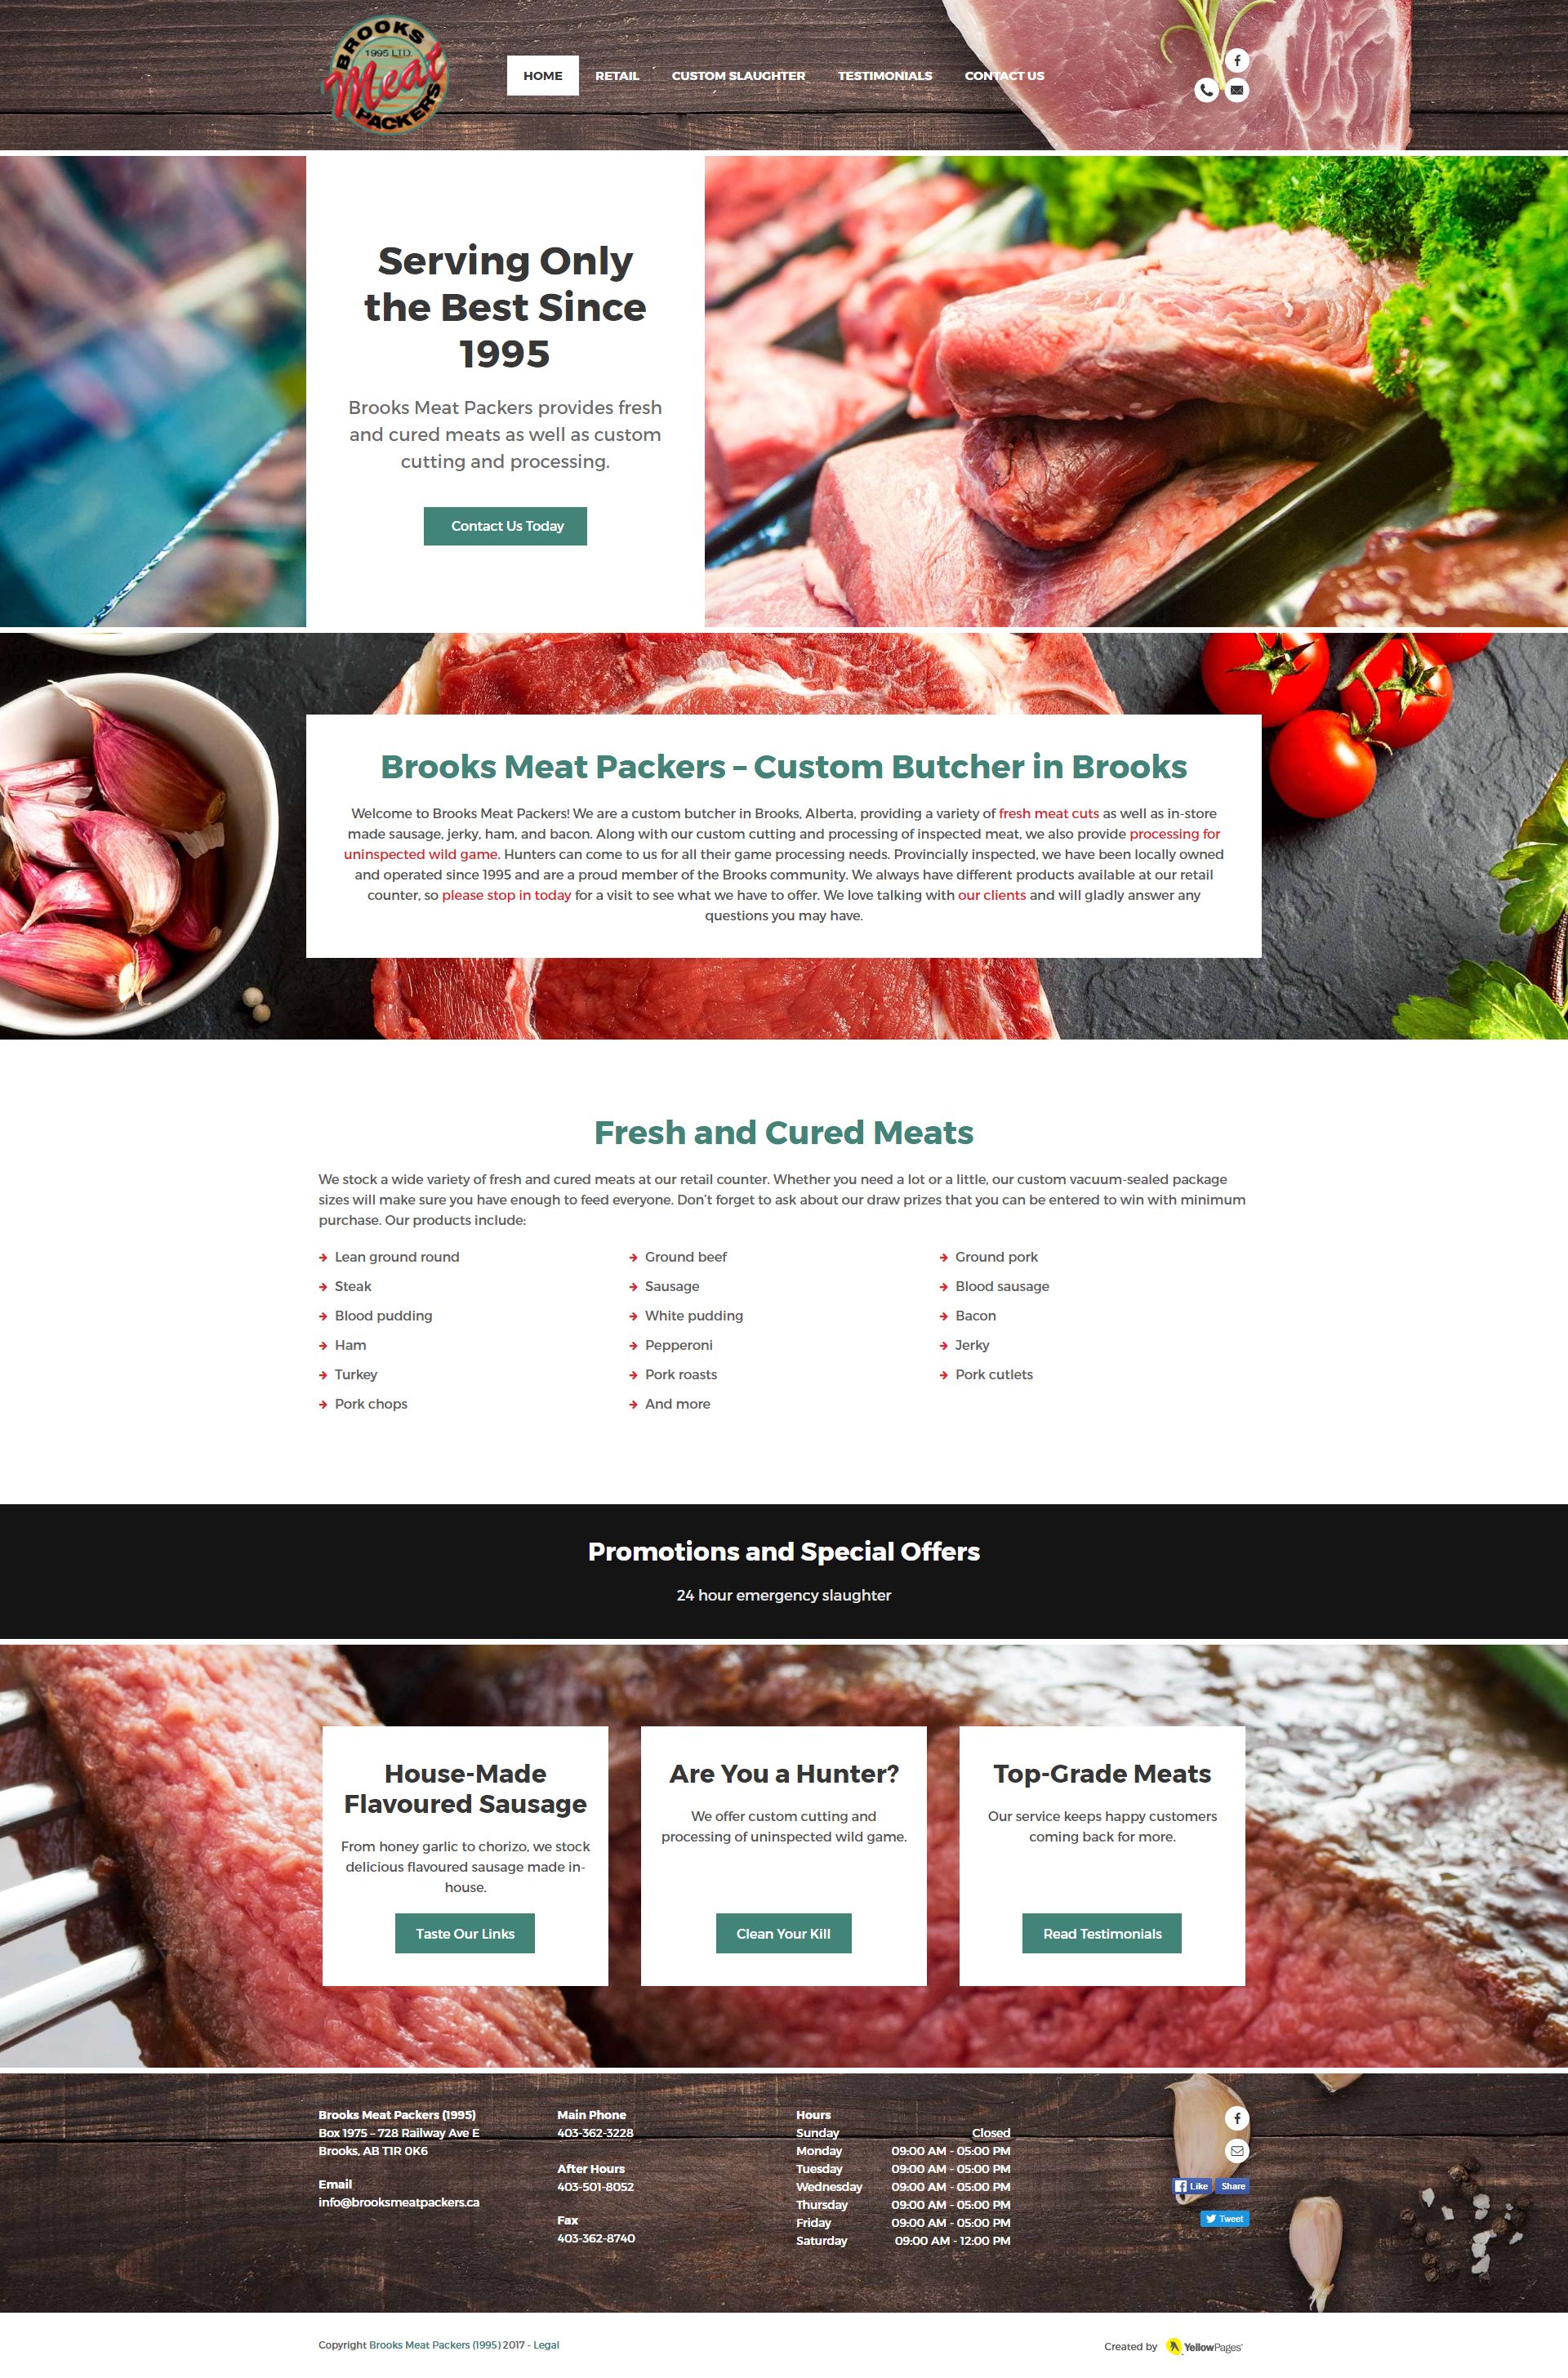 BROOKS
1995 LTD.
Meat
PACKERS
HOME
RETAIL
CUSTOM SLAUGHTER
TESTIMONIALS
CONTACT US
Serving Only
the Best Since
1995
Brooks Meat Packers provides fresh
and cured meats as well as custom
cutting and processing.
Contact Us Today
Brooks Meat Packers – Custom Butcher in Brooks
Welcome to Brooks Meat Packers! We are a custom butcher in Brooks, Alberta, providing a variety of fresh meat cuts as well as in-store
made sausage, jerky, ham, and bacon. Along with our custom cutting and processing of inspected meat, we also provide processing for
uninspected wild game. Hunters can come to us for all their game processing needs. Provincially inspected, we have been locally owned
and operated since 1995 and are a proud member of the Brooks community. We always have different products available at our retail
counter, so please stop in today for a visit to see what we have to offer. We love talking with our clients and will gladly answer any
questions you may have.
Fresh and Cured Meats
We stock a wide variety of fresh and cured meats at our retail counter. Whether you need a lot or a little, our custom vacuum-sealed package
sizes will make sure you have enough to feed everyone. Don’t forget to ask about our draw prizes that you can be entered to win with minimum
purchase. Our products include:
Lean ground round
Ground beef
Ground pork
Steak
Sausage
Blood sausage
Blood pudding
White pudding
Bacon
Ham
Pepperoni
Jerky
Turkey
Pork roasts
Pork cutlets
Pork chops
And more
Promotions and Special Offers
24 hour emergency slaughter
House-Made
Flavoured Sausage
From honey garlic to chorizo, we stock
delicious flavoured sausage made in-
house.
Taste Our Links
Are You a Hunter?
We offer custom cutting and
processing of uninspected wild game.
Clean Your Kill
Top-Grade Meats
Our service keeps happy customers
coming back for more.
Read Testimonials
Brooks Meat Packers (1995)
Box 1975 – 728 Railway Ave E
Brooks, AB T1R 0K6
Email
info@brooksmeatpackers.ca
Main Phone
403-362-3228
After Hours
403-501-8052
Fax
403-362-8740
Hours
Sunday Closed
Monday 09:00 AM - 05:00 PM
Tuesday 09:00 AM - 05:00 PM
Wednesday 09:00 AM - 05:00 PM
Thursday 09:00 AM - 05:00 PM
Friday 09:00 AM - 05:00 PM
Saturday 09:00 AM - 12:00 PM
Like Share
Tweet
Copyright Brooks Meat Packers (1995) 2017 - Legal
Created by YellowPages